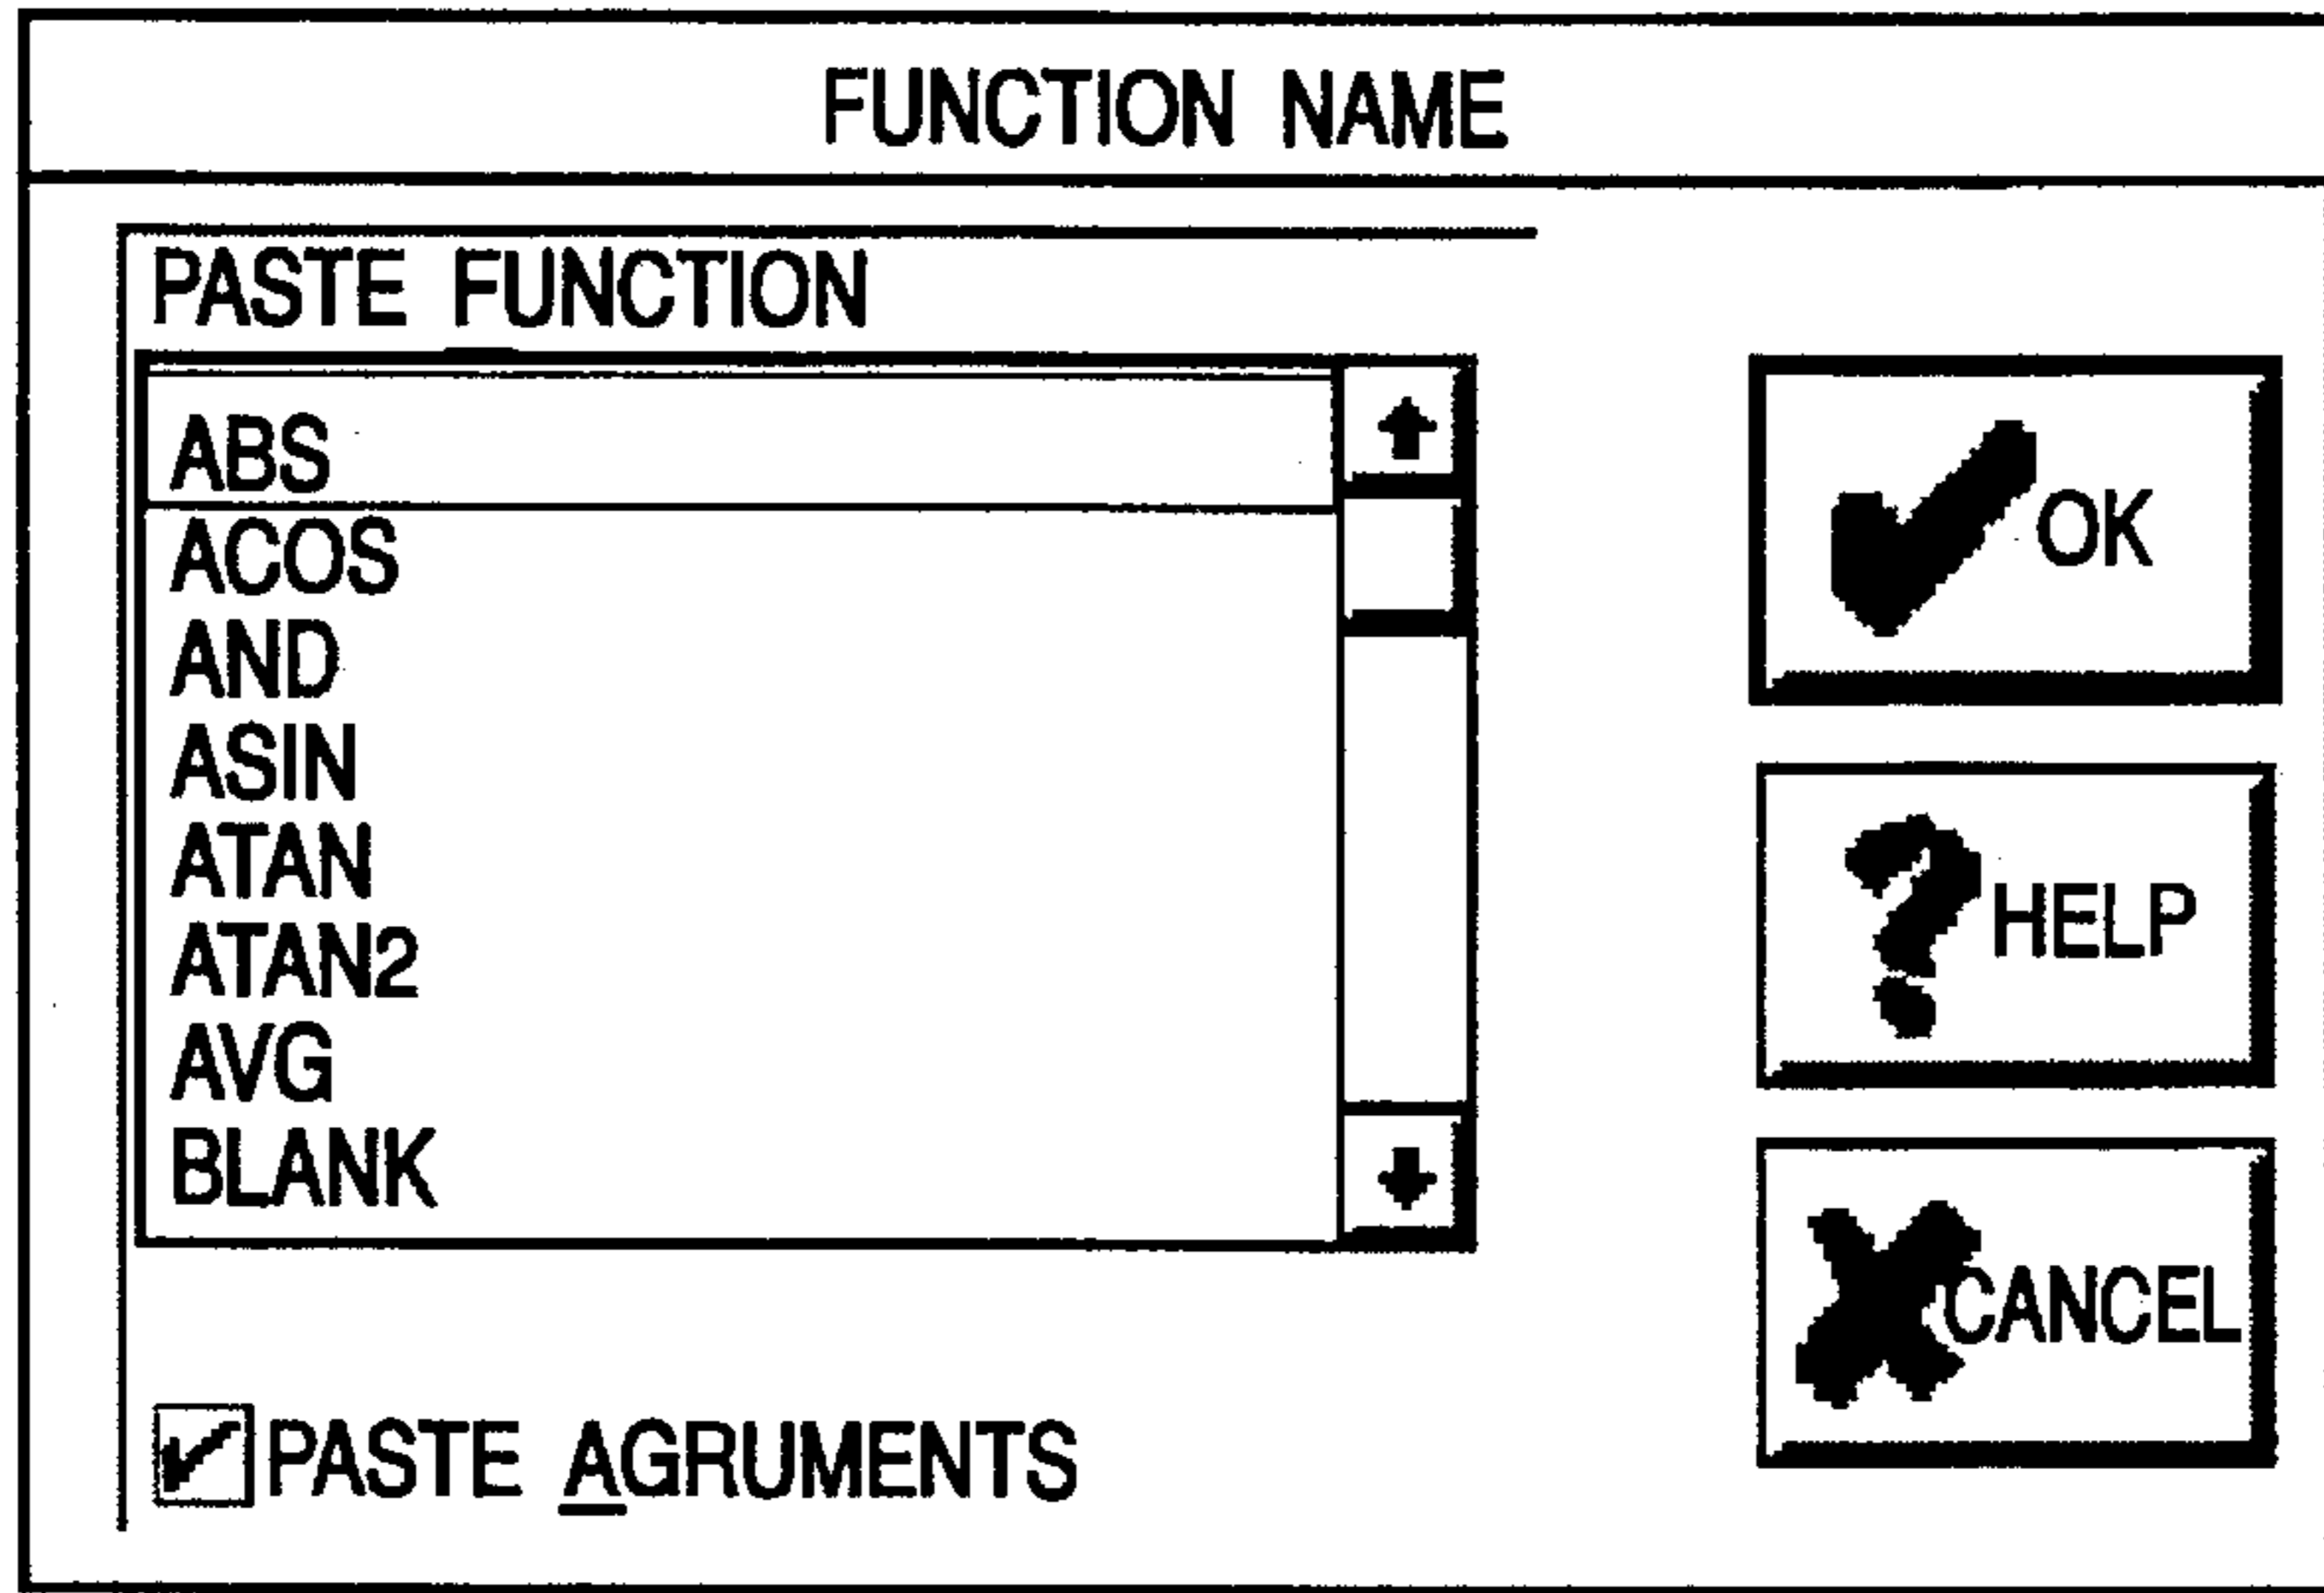 FUNCTION NAME
PASTE FUNCTION
ABS
ACOS
AND
ASIN
ATAN
ATAN2
AVG
BLANK
PASTE AGRUMENTS
OK
HELP
CANCEL